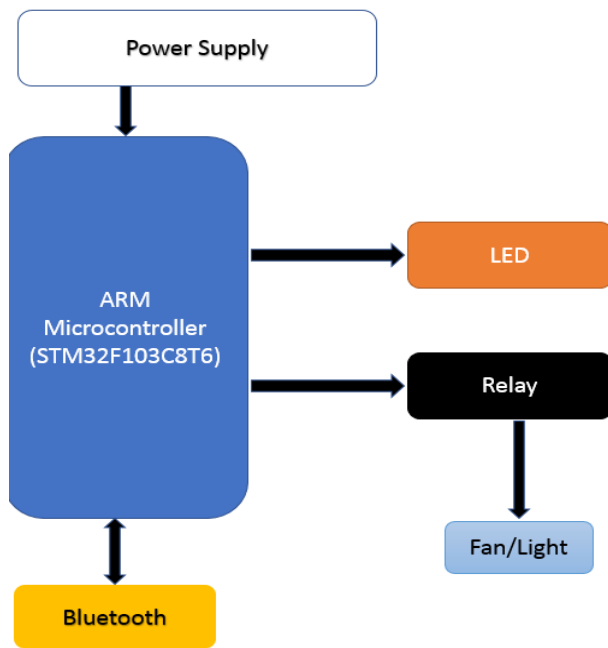 Power Supply
ARM
Microcontroller
(STM32F103C8T6)
LED
Relay
Fan/Light
Bluetooth